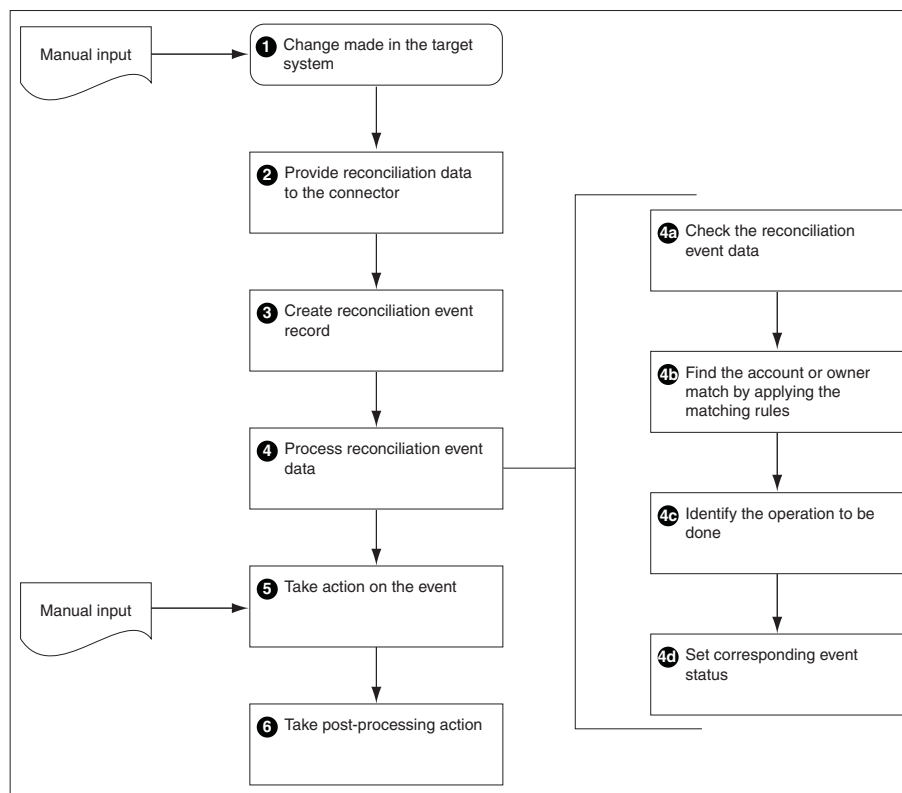 Manual input
1 Change made in the target
system
2 Provide reconciliation data
to the connector
3 Create reconciliation event
record
4 Process reconciliation event
data
4a Check the reconciliation
event data
4b Find the account or owner
match by applying the
matching rules
4c Identify the operation to be
done
4d Set corresponding event
status
Manual input
5 Take action on the event
6 Take post-processing action